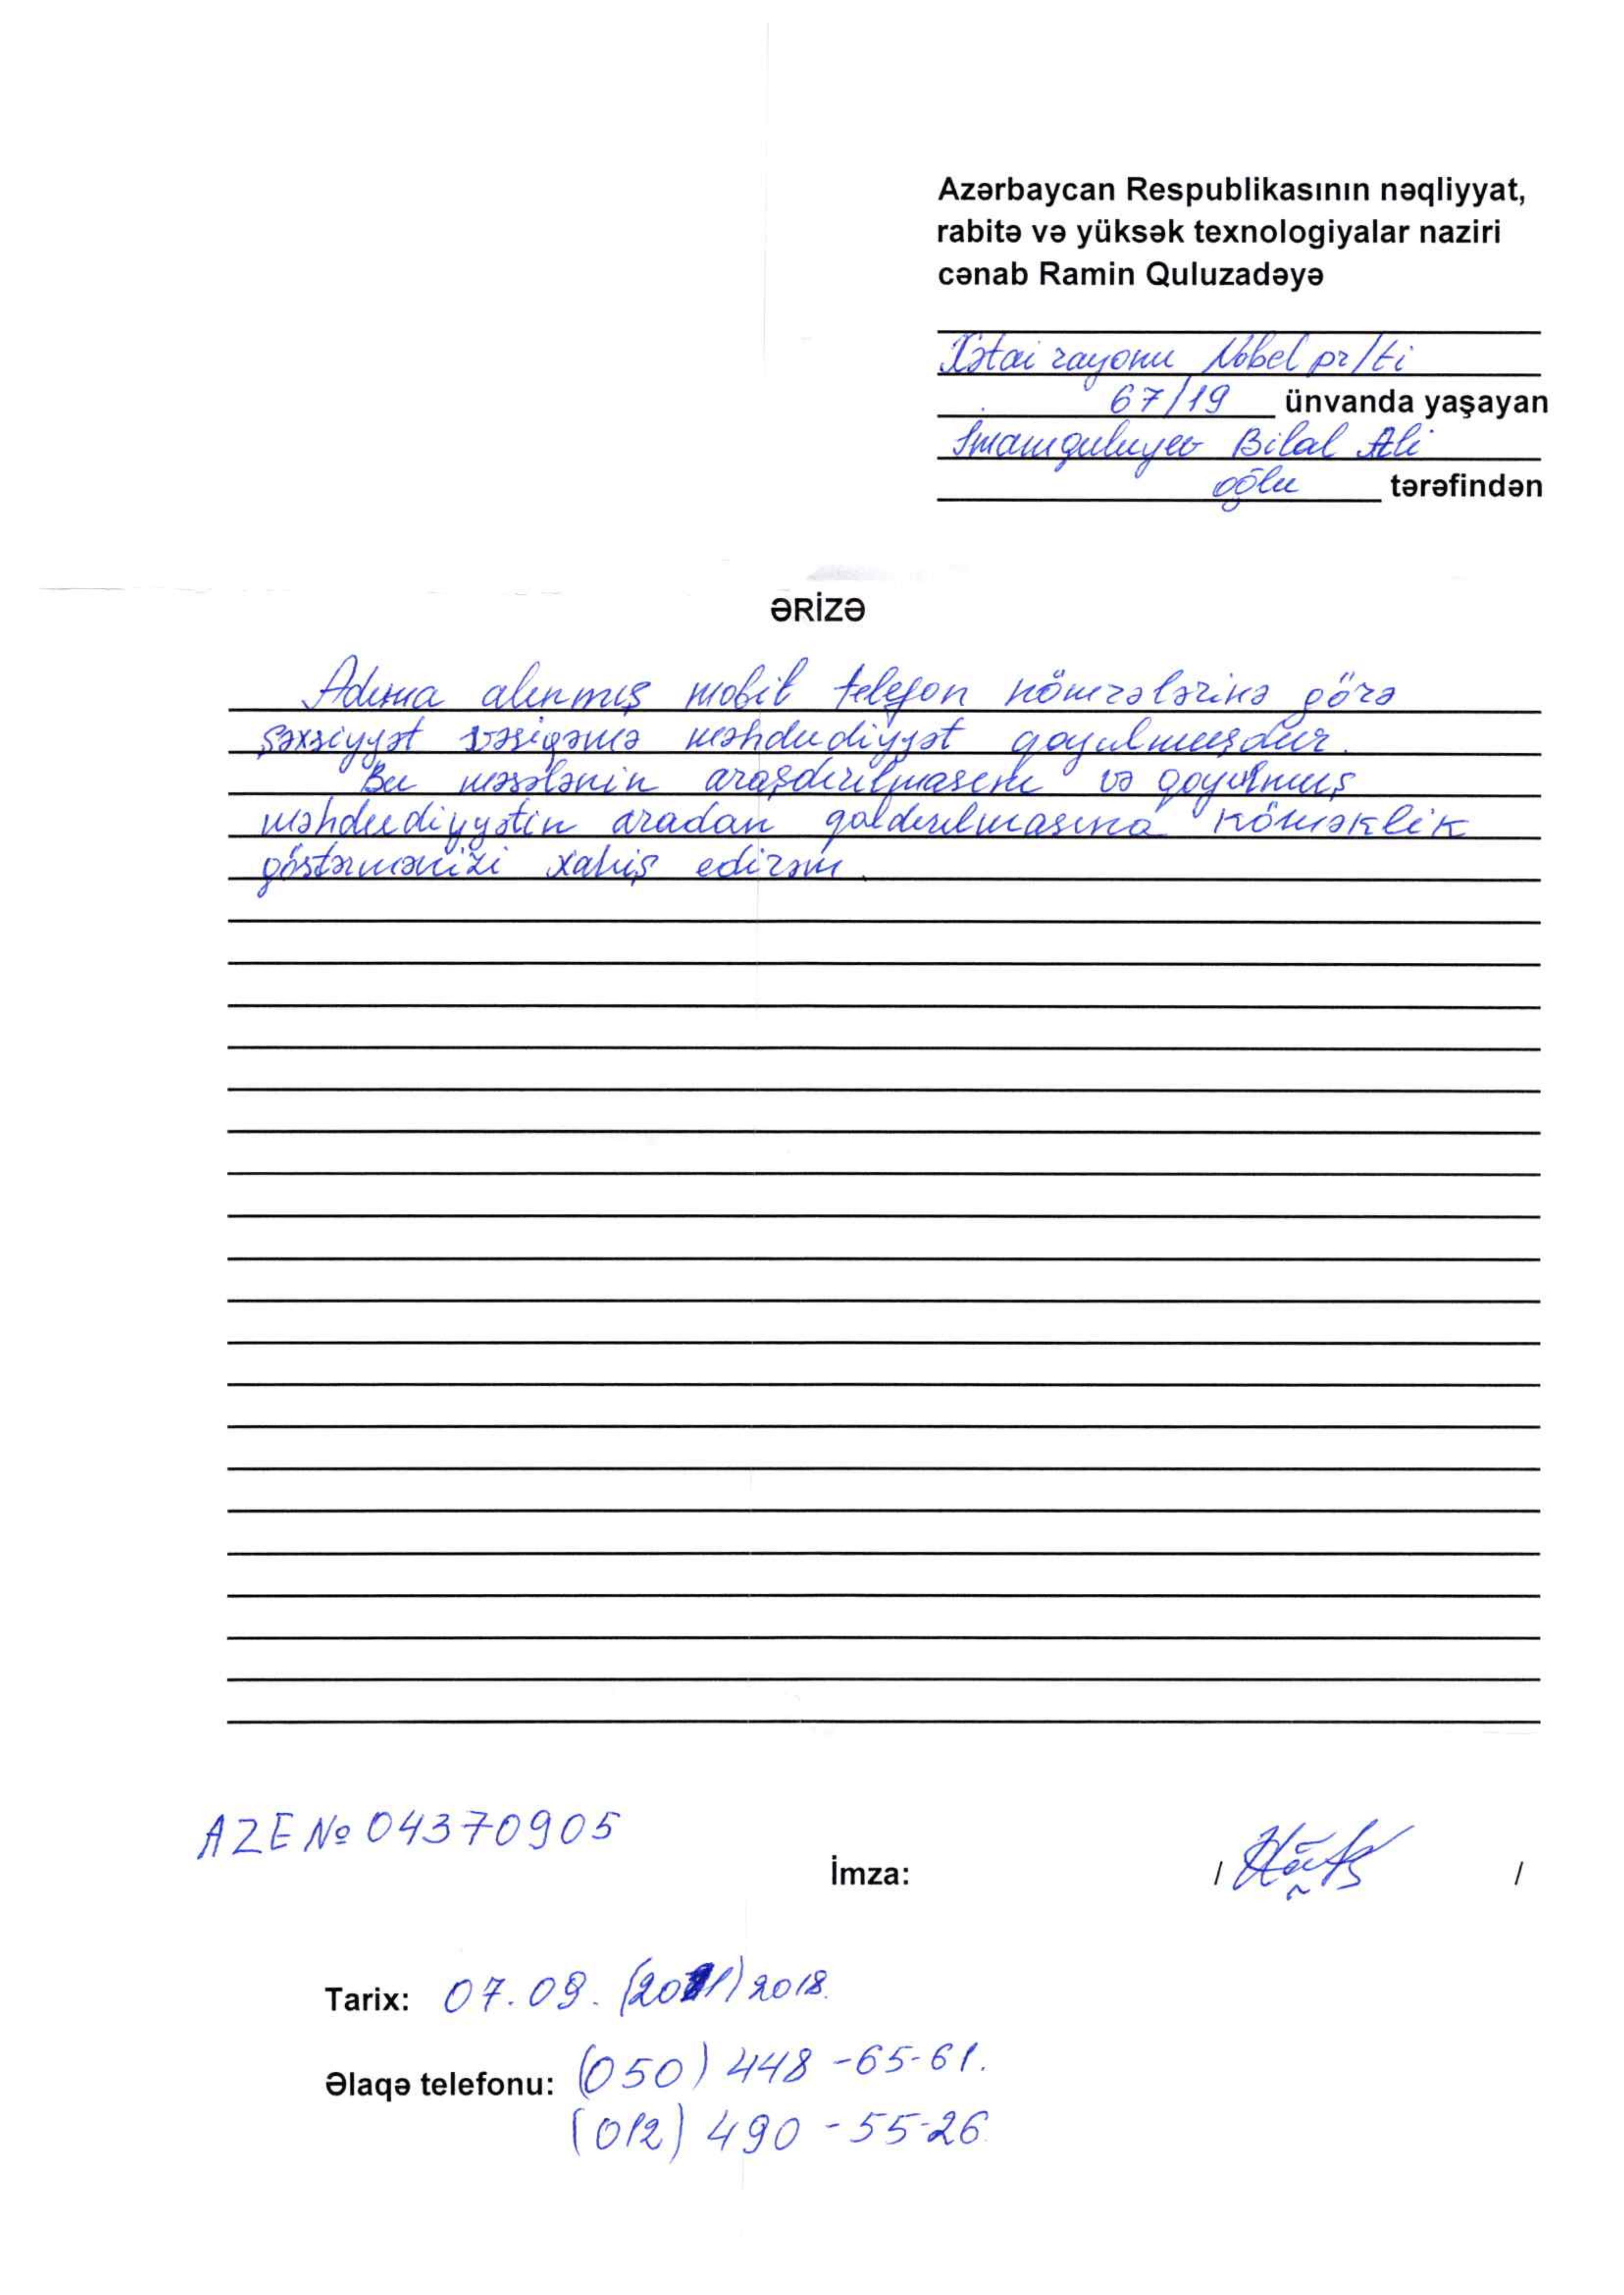 Azərbaycan Respublikasının nəqliyyat,
rabitə və yüksək texnologiyalar naziri
cənab Ramin Quluzadəyə
Xətai rayonu Nobel pr/ti
67/19 ünvanda yaşayan
İmamquluyev Bilal Ali
oğlu tərəfindən
ƏRİZƏ
Adıma alınmış mobil telefon nömrələrinə görə
şəxsiyyət vəsiqəmə məhdudiyyət qoyulmuşdur.
Bu məsələnin araşdırılmasını və qoyulmuş
məhdudiyyətin aradan qaldırılmasına köməklik
göstərmənizi xahiş edirəm.
AZE № 04370905
İmza: / /
Tarix: 07.09. 2018.
Əlaqə telefonu: (050) 448-65-61.
(012) 490-55-26